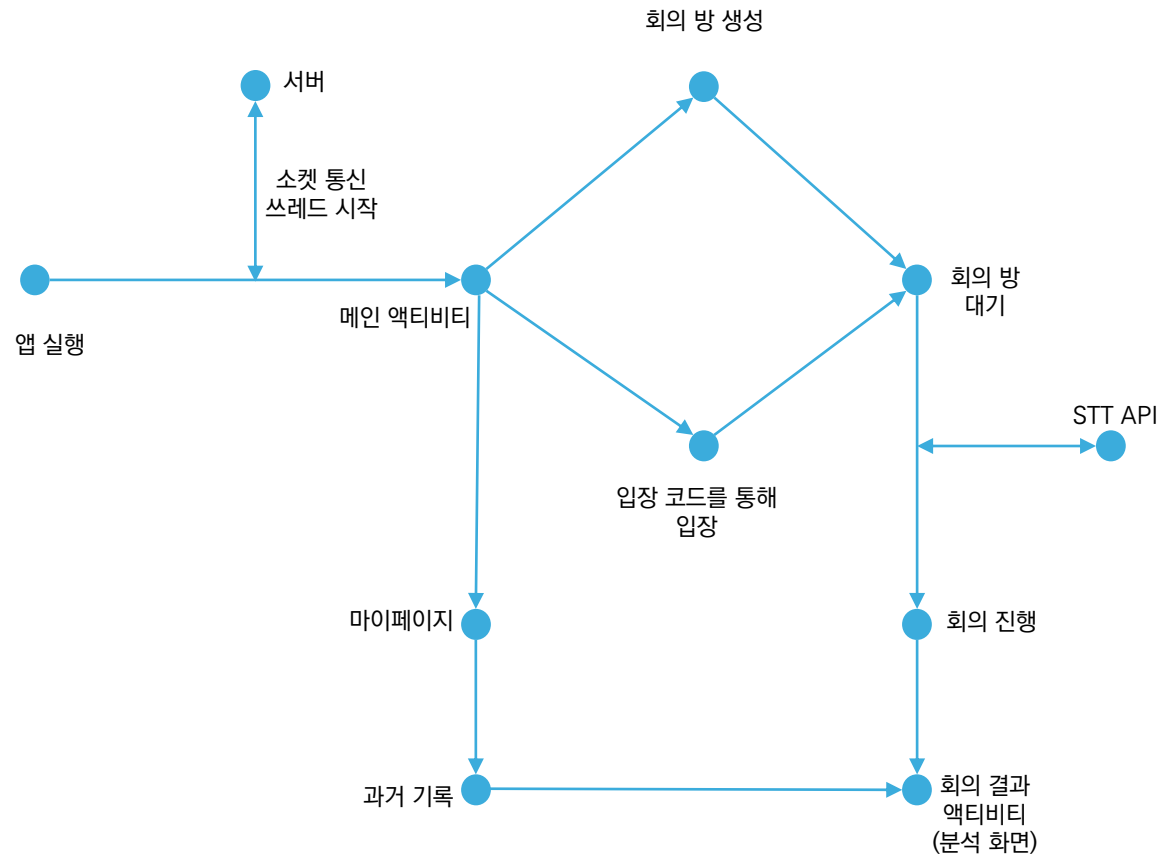 회의 방 생성
서버
소켓 통신
쓰레드 시작
회의 방
대기
메인 액티비티
앱 실행
STT API
입장 코드를 통해
입장
마이페이지
회의 진행
과거 기록
회의 결과
액티비티
(분석 화면)